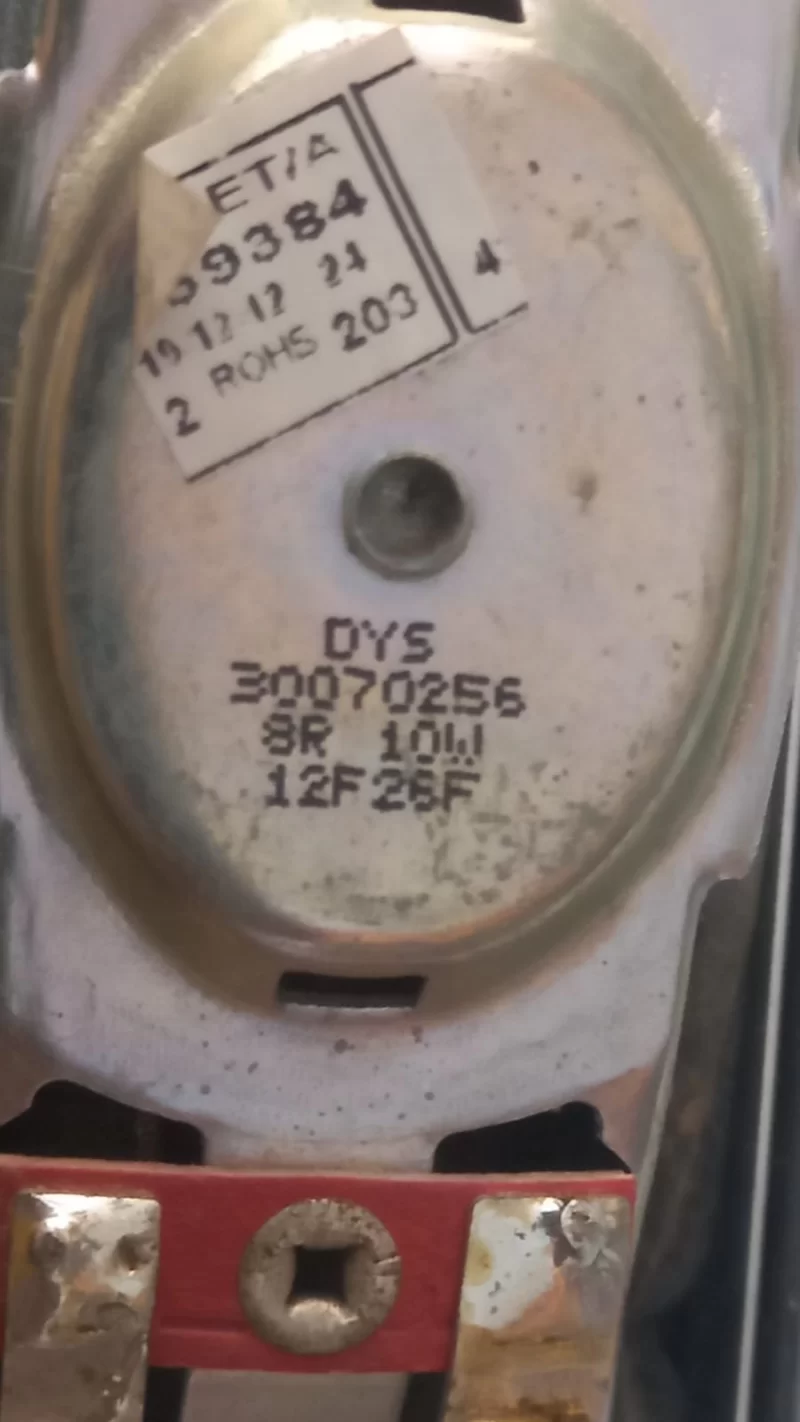 ET/A
9384
19 12 12 24
2 ROHS 203
4
DYS
30070256
8R 10W
12F26F